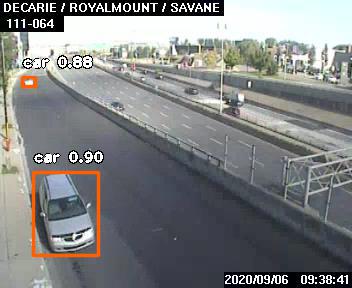 DECARIE / ROYALMOUNT / SAVANE
111-064
car 0.88
car 0.90
2020/09/06 09:38:41